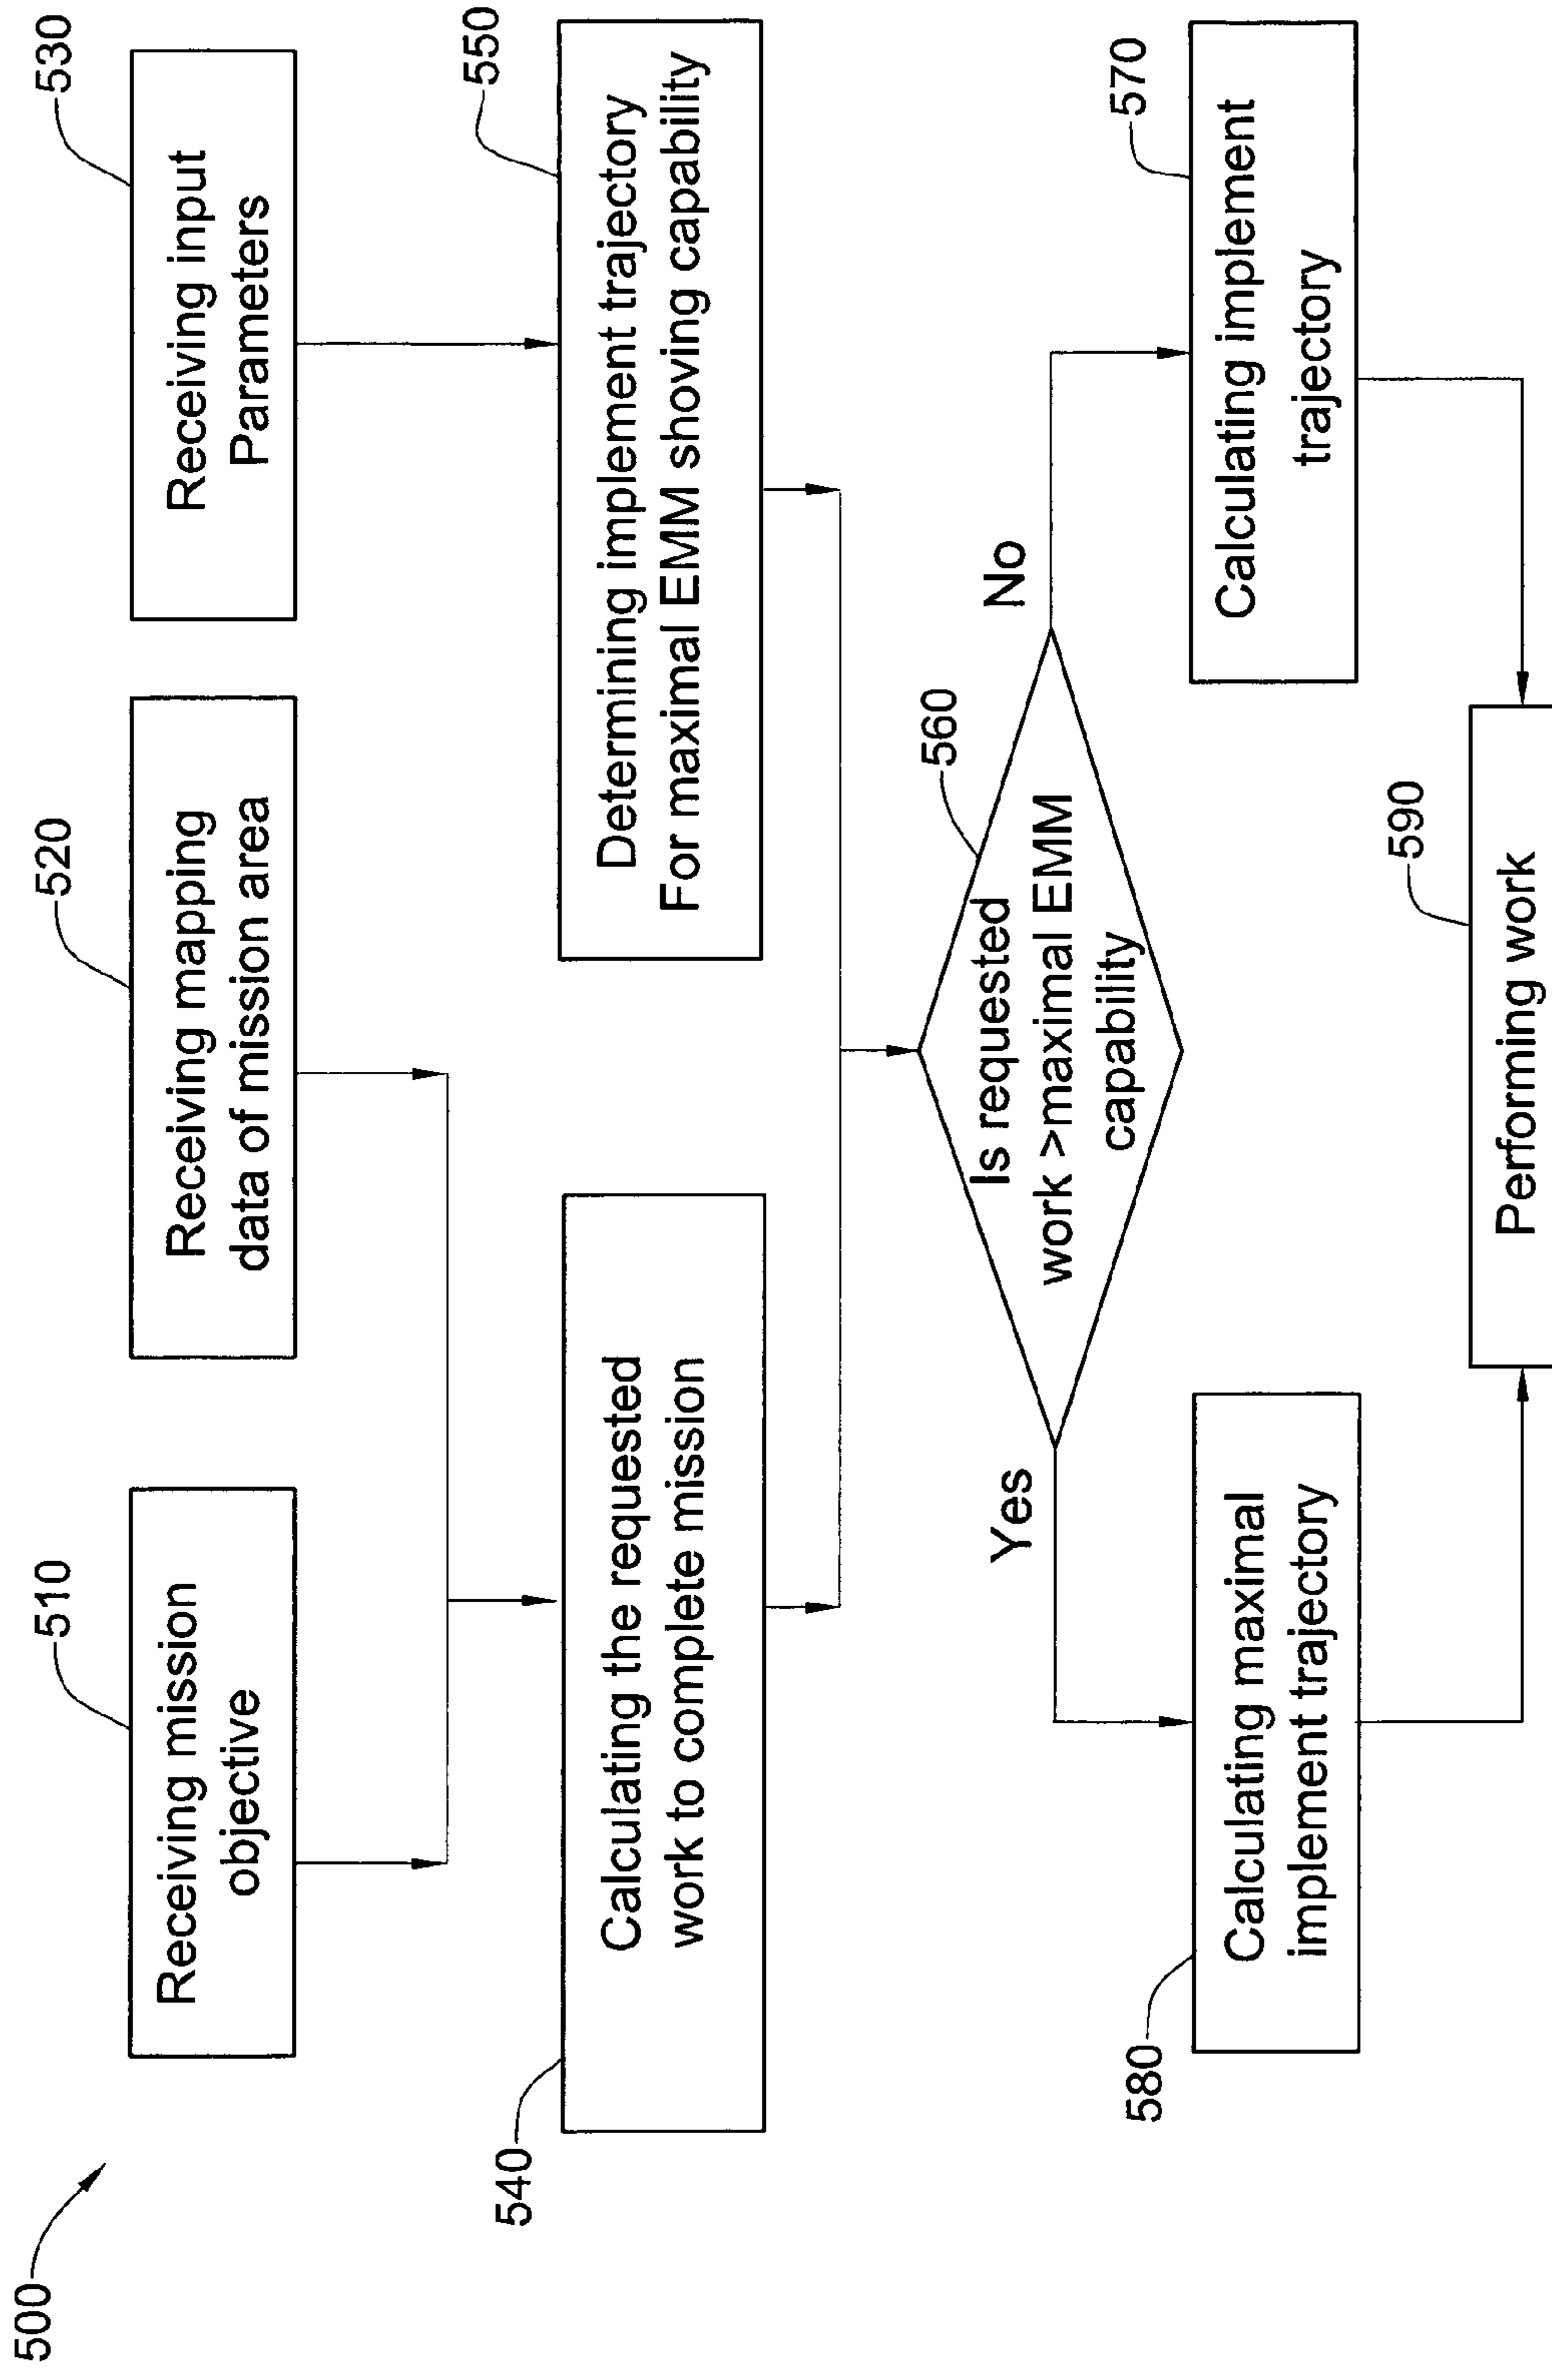 500
510
Receiving mission
objective
520
Receiving mapping
data of mission area
530
Receiving input
Parameters
540
Calculating the requested
work to complete mission
550
Determining implement trajectory
For maximal EMM shoving capability
560
Is requested
work >maximal EMM
capability
Yes
No
580
Calculating maximal
implement trajectory
570
Calculating implement
trajectory
590
Performing work